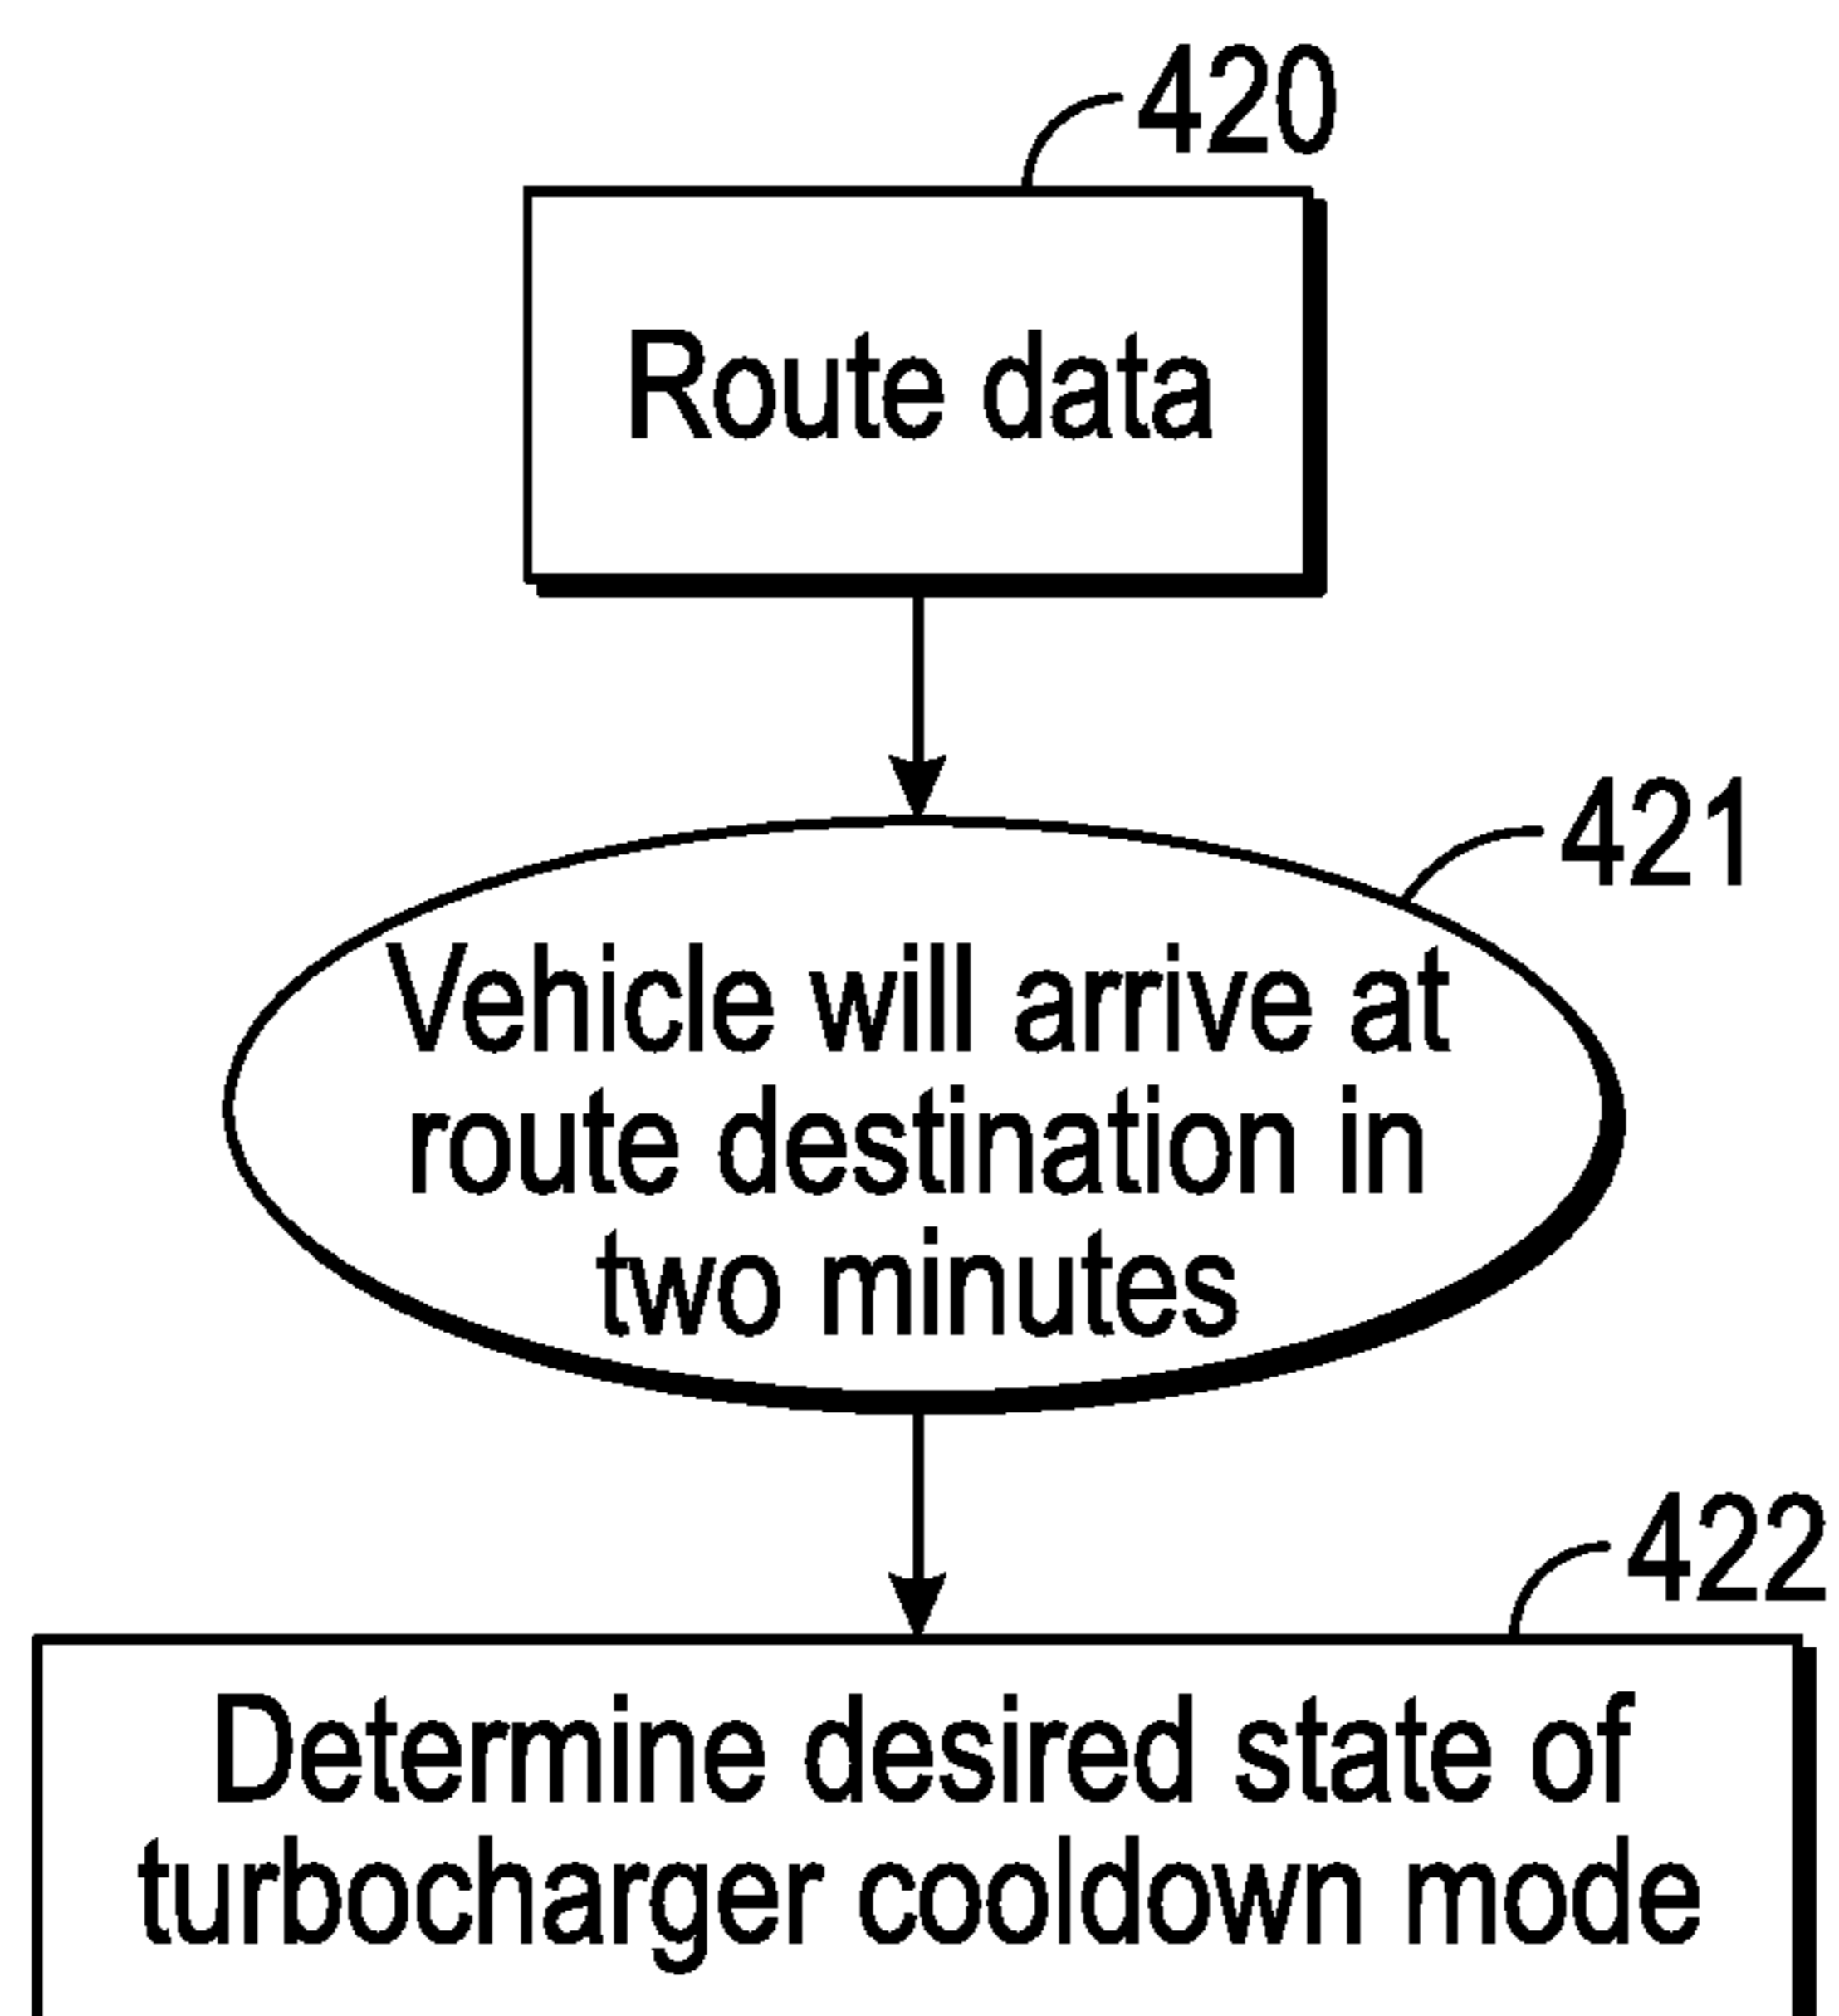 420
Route data
421
Vehicle will arrive at
route destination in
two minutes
422
Determine desired state of
turbocharger cooldown mode